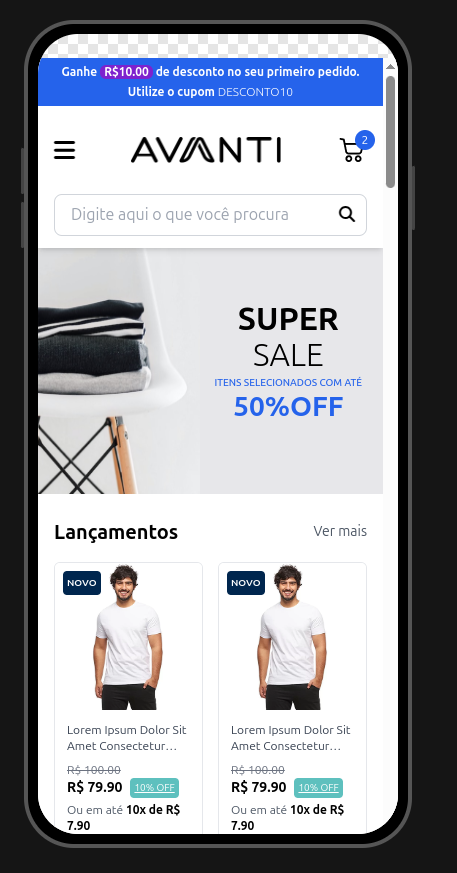 Ganhe R$10.00 de desconto no seu primeiro pedido.
Utilize o cupom DESCONTO10
AVANTI
2
Digite aqui o que você procura
SUPER
SALE
ITENS SELECIONADOS COM ATÉ
50%OFF
Lançamentos
Ver mais
NOVO
Lorem Ipsum Dolor Sit
Amet Consectetur…
R$ 100.00
R$ 79.90 10% OFF
Ou em até 10x de R$
7.90
NOVO
Lorem Ipsum Dolor Sit
Amet Consectetur…
R$ 100.00
R$ 79.90 10% OFF
Ou em até 10x de R$
7.90